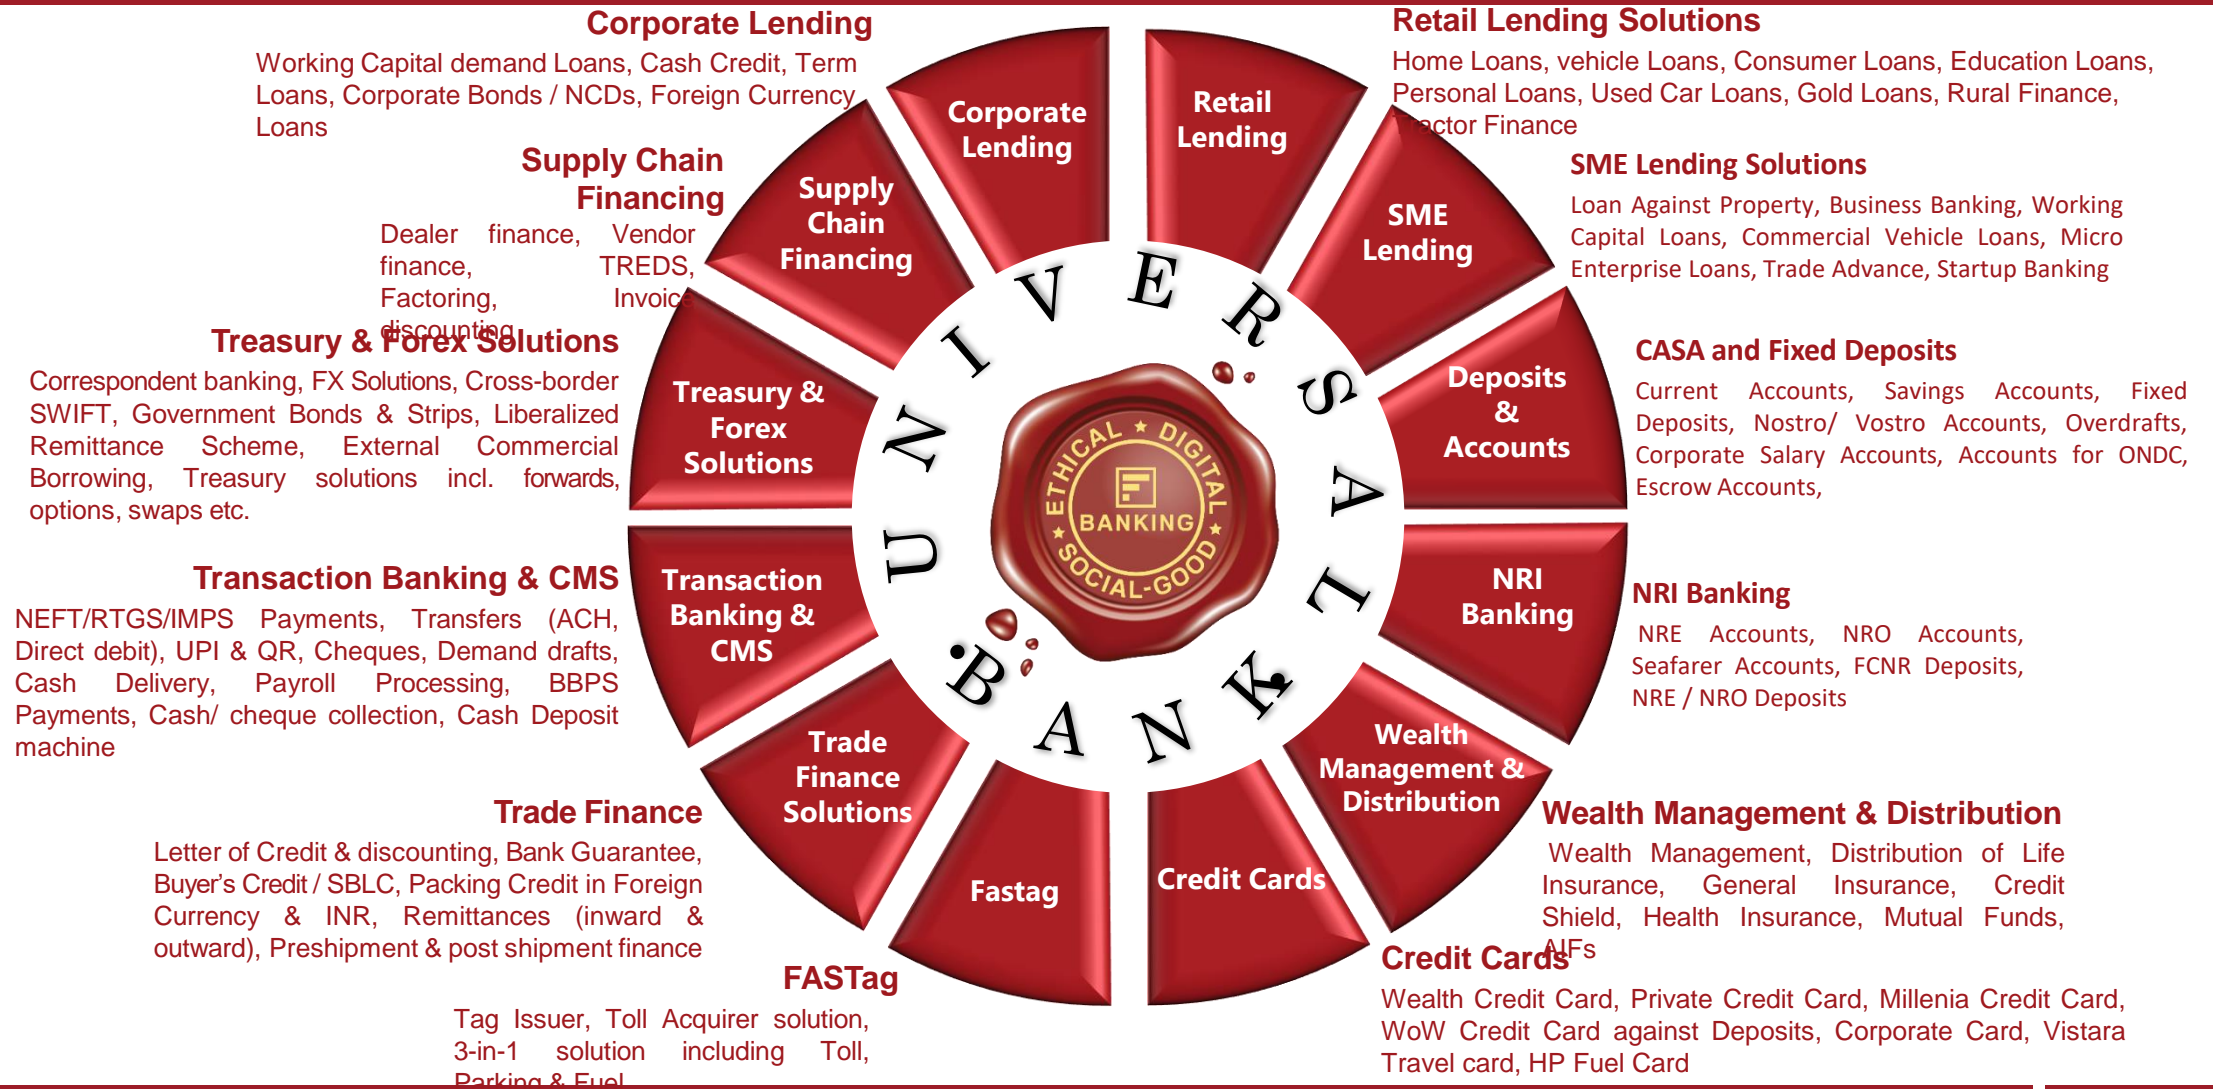 Corporate Lending
Working Capital demand Loans, Cash Credit, Term
Loans, Corporate Bonds / NCDs, Foreign Currency
Loans
Supply Chain
Financing
Dealer finance, Vendor
finance, TREDS,
Factoring, Invoice
discounting
Treasury & Forex Solutions
Correspondent banking, FX Solutions, Cross-border
SWIFT, Government Bonds & Strips, Liberalized
Remittance Scheme, External Commercial
Borrowing, Treasury solutions incl. forwards,
options, swaps etc.
Transaction Banking & CMS
NEFT/RTGS/IMPS Payments, Transfers (ACH,
Direct debit), UPI & QR, Cheques, Demand drafts,
Cash Delivery, Payroll Processing, BBPS
Payments, Cash/ cheque collection, Cash Deposit
machine
Trade Finance
Letter of Credit & discounting, Bank Guarantee,
Buyer's Credit / SBLC, Packing Credit in Foreign
Currency & INR, Remittances (inward &
outward), Preshipment & post shipment finance
FASTag
Tag Issuer, Toll Acquirer solution,
3-in-1 solution including Toll,
Parking & Fuel
Corporate
Lending
Retail
Lending
Supply
Chain
Financing
SME
Lending
Treasury &
Forex
Solutions
Deposits
&
Accounts
Transaction
Banking &
CMS
NRI
Banking
Trade
Finance
Solutions
Wealth
Management &
Distribution
Fastag
Credit Cards
UNIVERSAL
BANK
ETHICAL ★ DIGITAL ★ SOCIAL-GOOD ★
BANKING
Retail Lending Solutions
Home Loans, vehicle Loans, Consumer Loans, Education Loans,
Personal Loans, Used Car Loans, Gold Loans, Rural Finance,
Tractor Finance
SME Lending Solutions
Loan Against Property, Business Banking, Working
Capital Loans, Commercial Vehicle Loans, Micro
Enterprise Loans, Trade Advance, Startup Banking
CASA and Fixed Deposits
Current Accounts, Savings Accounts, Fixed
Deposits, Nostro/ Vostro Accounts, Overdrafts,
Corporate Salary Accounts, Accounts for ONDC,
Escrow Accounts,
NRI Banking
NRE Accounts, NRO Accounts,
Seafarer Accounts, FCNR Deposits,
NRE / NRO Deposits
Wealth Management & Distribution
Wealth Management, Distribution of Life
Insurance, General Insurance, Credit
Shield, Health Insurance, Mutual Funds,
AIFs
Credit Cards
Wealth Credit Card, Private Credit Card, Millenia Credit Card,
WoW Credit Card against Deposits, Corporate Card, Vistara
Travel card, HP Fuel Card